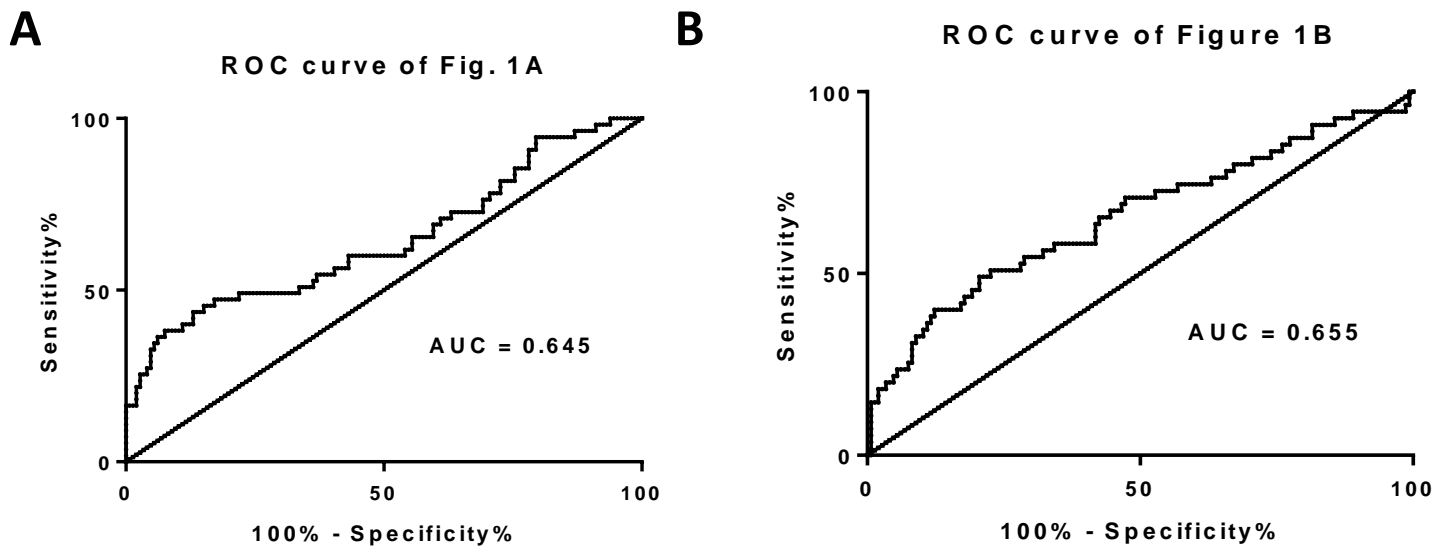 A
ROC curve of Fig. 1A
100
50
0
Sensitivity%
AUC = 0.645
0 50 100
100% - Specificity%
B
ROC curve of Figure 1B
100
50
0
Sensitivity%
AUC = 0.655
0 50 100
100% - Specificity%